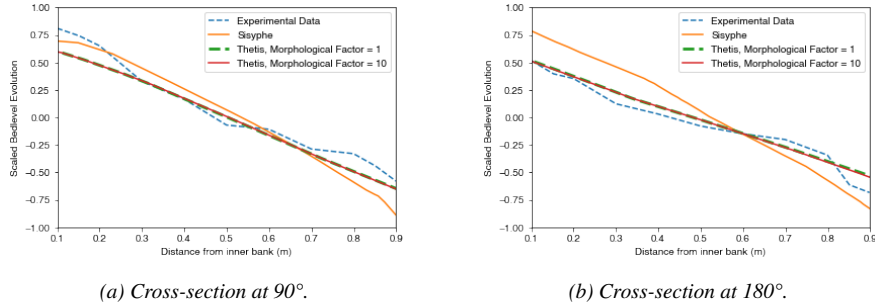 1.00
0.75
0.50
0.25
0.00
−0.25
−0.50
−0.75
−1.00
Scaled Bedlevel Evolution
Experimental Data
Sisyphe
Thetis, Morphological Factor = 1
Thetis, Morphological Factor = 10
0.1 0.2 0.3 0.4 0.5 0.6 0.7 0.8 0.9
Distance from inner bank (m)
(a) Cross-section at 90°.
1.00
0.75
0.50
0.25
0.00
−0.25
−0.50
−0.75
−1.00
Scaled Bedlevel Evolution
Experimental Data
Sisyphe
Thetis, Morphological Factor = 1
Thetis, Morphological Factor = 10
0.1 0.2 0.3 0.4 0.5 0.6 0.7 0.8 0.9
Distance from inner bank (m)
(b) Cross-section at 180°.